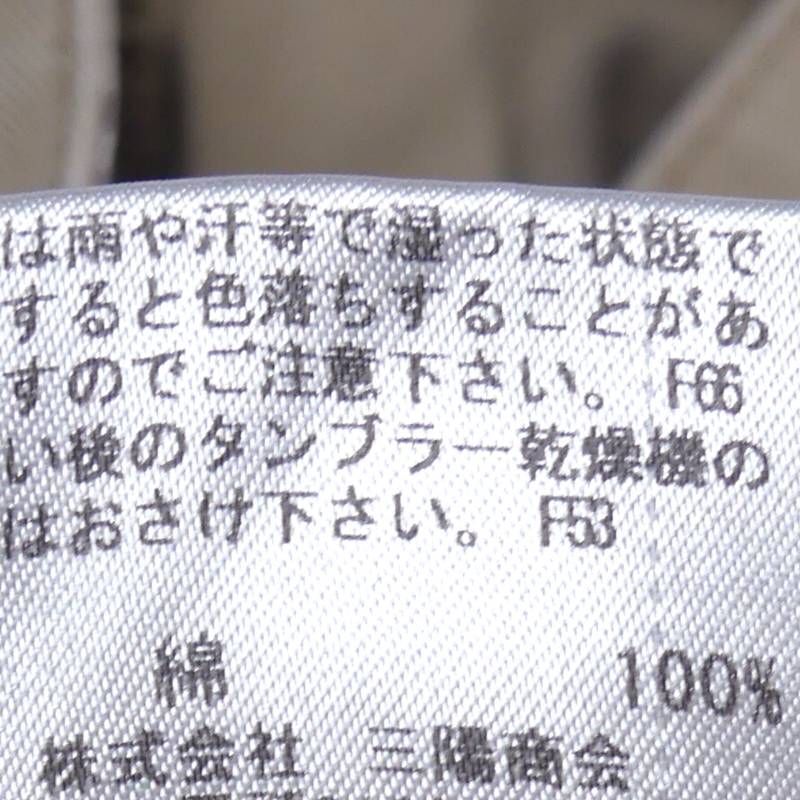 は雨や汗等で湿った状態で
すると色落ちすることがあ
すのでご注意下さい。 F66
い後のタンブラー乾燥機の
はおさけ下さい。 F53
綿 100%
株式会社 三陽商会